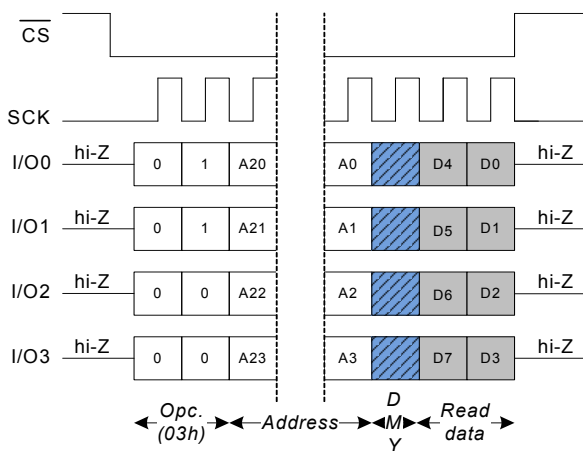 CS
SCK
I/O0 hi-Z 0 1 A20 A0 D4 D0 hi-Z
I/O1 hi-Z 0 1 A21 A1 D5 D1 hi-Z
I/O2 hi-Z 0 0 A22 A2 D6 D2 hi-Z
I/O3 hi-Z 0 0 A23 A3 D7 D3 hi-Z
Opc. (03h) Address D M Y Read data